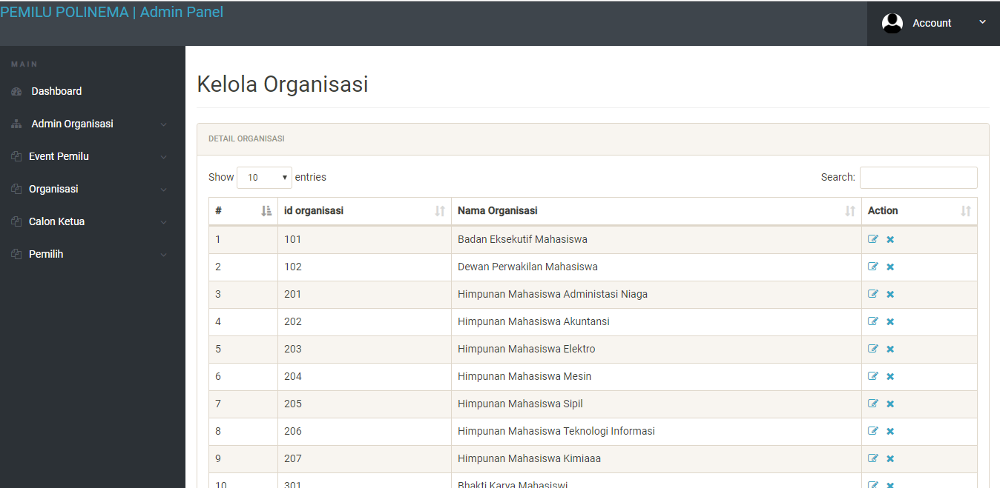 PEMILU POLINEMA | Admin Panel
Account
MAIN
Dashboard
Admin Organisasi
Event Pemilu
Organisasi
Calon Ketua
Pemilih
Kelola Organisasi
DETAIL ORGANISASI
Show 10 entries
Search:
# id organisasi Nama Organisasi Action
1 101 Badan Eksekutif Mahasiswa
2 102 Dewan Perwakilan Mahasiswa
3 201 Himpunan Mahasiswa Administasi Niaga
4 202 Himpunan Mahasiswa Akuntansi
5 203 Himpunan Mahasiswa Elektro
6 204 Himpunan Mahasiswa Mesin
7 205 Himpunan Mahasiswa Sipil
8 206 Himpunan Mahasiswa Teknologi Informasi
9 207 Himpunan Mahasiswa Kimiaaa
10 301 Bhakti Karya Mahasiswi